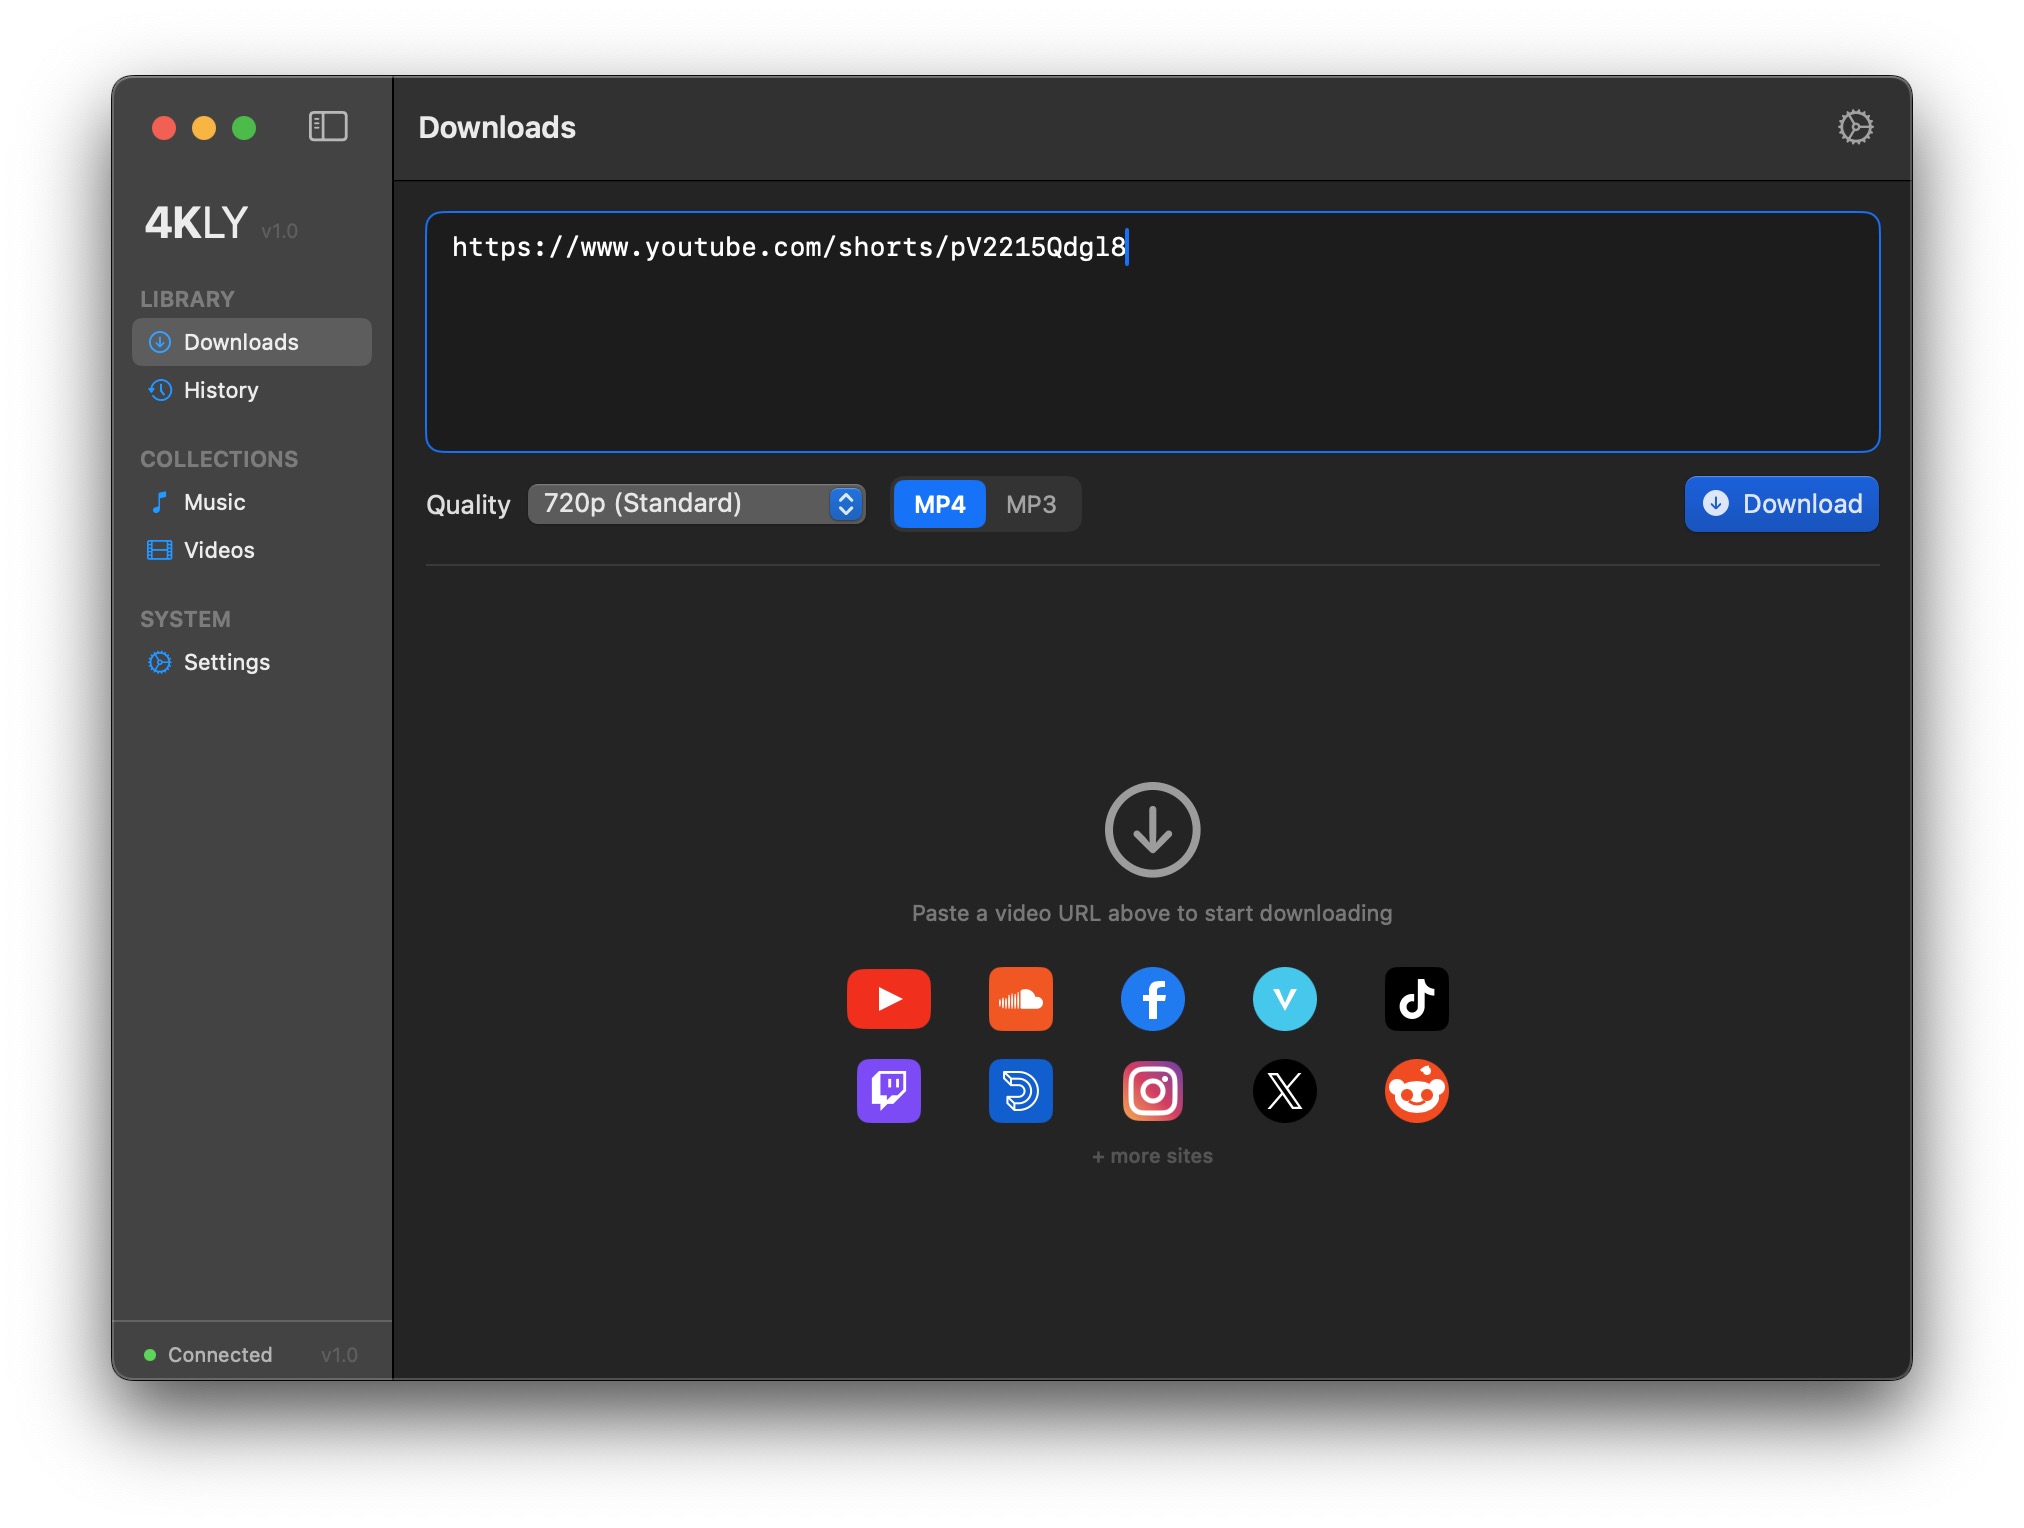 Downloads
4KLY v1.0
LIBRARY
Downloads
History
COLLECTIONS
Music
Videos
SYSTEM
Settings
Connected v1.0
https://www.youtube.com/shorts/pV2215Qdgl8
Quality 720p (Standard) MP4 MP3 Download
Paste a video URL above to start downloading
+ more sites